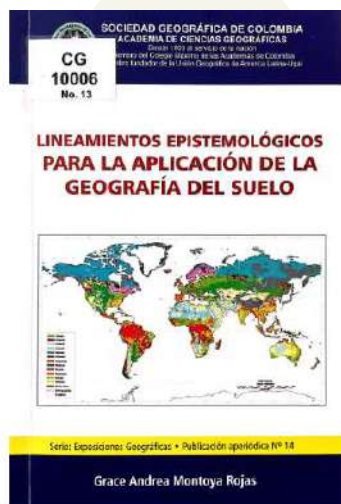 SOCIEDAD GEOGRÁFICA DE COLOMBIA
ACADEMIA DE CIENCIAS GEOGRÁFICAS
CG
10006
No. 13
LINEAMIENTOS EPISTEMOLÓGICOS
PARA LA APLICACIÓN DE LA
GEOGRAFÍA DEL SUELO
Serie: Exposiciones Geográficas • Publicación aperiódica Nº 14
Grace Andrea Montoya Rojas